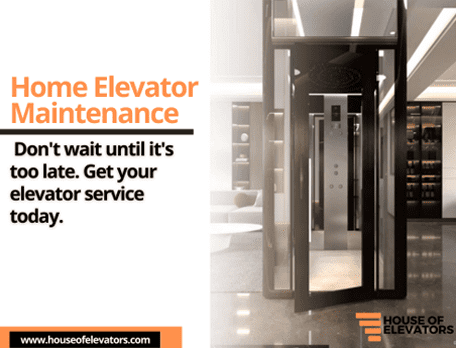 Home Elevator
Maintenance
Don't wait until it's
too late. Get your
elevator service
today.
HOUSE OF
ELEVATORS
www.houseofelevators.com